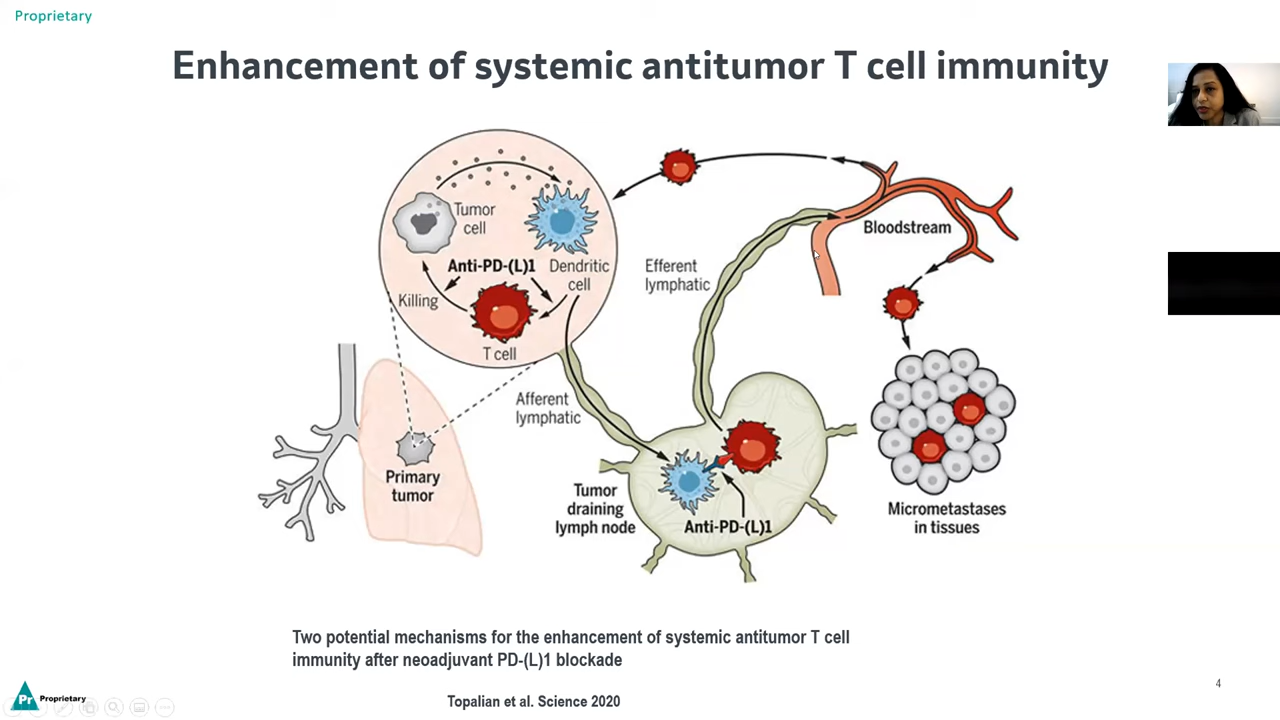 Proprietary
Enhancement of systemic antitumor T cell immunity
Tumor
cell
Anti-PD-(L)1
Dendritic
cell
Killing
T cell
Efferent
lymphatic
Bloodstream
Afferent
lymphatic
Primary
tumor
Tumor
draining
lymph node
Anti-PD-(L)1
Micrometastases
in tissues
Two potential mechanisms for the enhancement of systemic antitumor T cell
immunity after neoadjuvant PD-(L)1 blockade
Topalian et al. Science 2020
Pr Proprietary
4